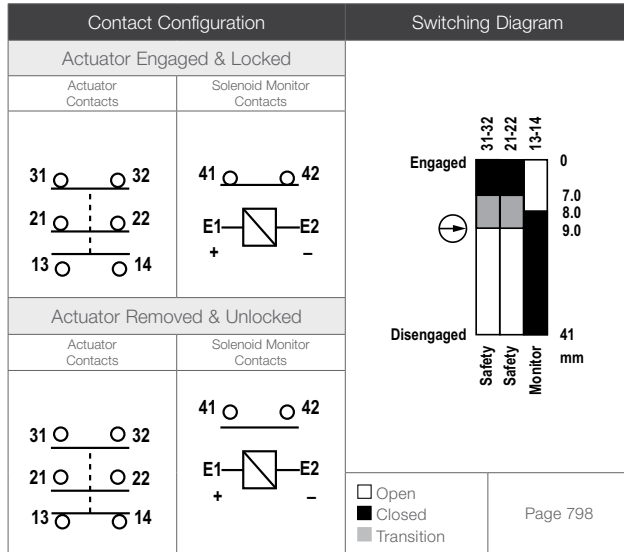 Contact Configuration
Switching Diagram
Actuator Engaged & Locked
Actuator
Contacts
Solenoid Monitor
Contacts
31 32
21 22
13 14
41 42
E1 E2
+ –
Actuator Removed & Unlocked
Actuator
Contacts
Solenoid Monitor
Contacts
31 32
21 22
13 14
41 42
E1 E2
+ –
31-32
21-22
13-14
Engaged
0
7.0
8.0
9.0
Disengaged
41
mm
Safety
Safety
Monitor
Open
Closed
Transition
Page 798